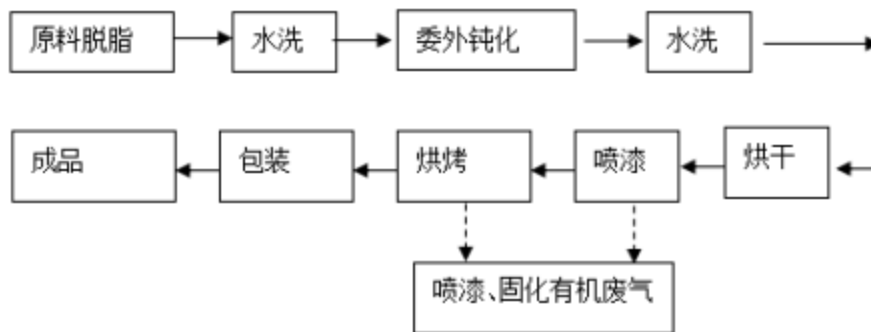 原料脱脂
水洗
委外钝化
水洗
烘干
喷漆
烘烤
包装
成品
喷漆、固化有机废气